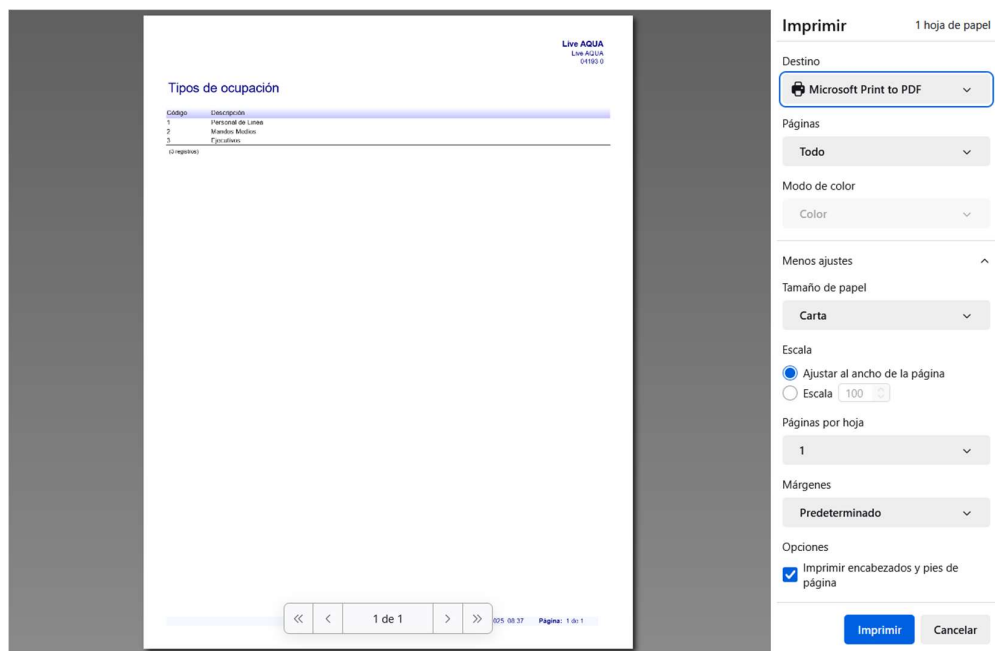 Live AQUA
Live AQUA
04193 0
Tipos de ocupación
Código Descripción
1 Personal de Línea
2 Mandos Medios
3 Ejecutivos
(3 registros)
1 de 1
025 08:37 Página: 1 de 1
Imprimir 1 hoja de papel
Destino
Microsoft Print to PDF
Páginas
Todo
Modo de color
Color
Menos ajustes
Tamaño de papel
Carta
Escala
Ajustar al ancho de la página
Escala 100
Páginas por hoja
1
Márgenes
Predeterminado
Opciones
Imprimir encabezados y pies de
página
Imprimir Cancelar